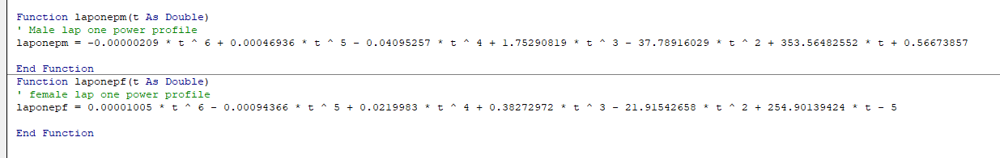 Function laponepm(t As Double)
' Male lap one power profile
laponepm = -0.00000209 * t ^ 6 + 0.00046936 * t ^ 5 - 0.04095257 * t ^ 4 + 1.75290819 * t ^ 3 - 37.78916029 * t ^ 2 + 353.56482552 * t + 0.56673857
End Function
Function laponepf(t As Double)
' female lap one power profile
laponepf = 0.00001005 * t ^ 6 - 0.00094366 * t ^ 5 + 0.0219983 * t ^ 4 + 0.38272972 * t ^ 3 - 21.91542658 * t ^ 2 + 254.90139424 * t - 5
End Function